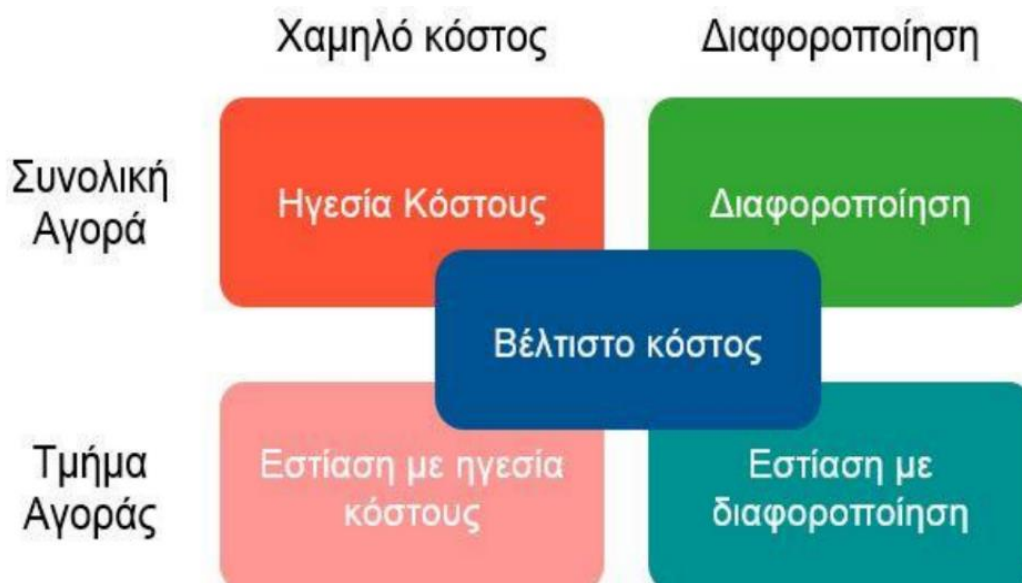 Χαμηλό κόστος
Διαφοροποίηση
Συνολική
Αγορά
Ηγεσία Κόστους
Διαφοροποίηση
Βέλτιστο κόστος
Τμήμα
Αγοράς
Εστίαση με ηγεσία
κόστους
Εστίαση με
διαφοροποίηση